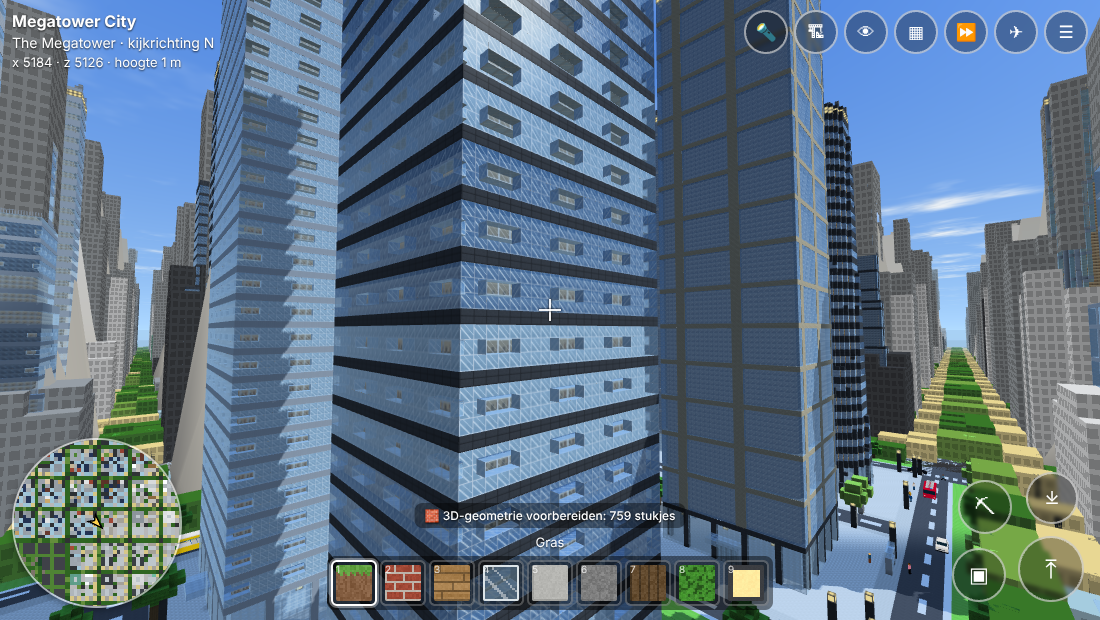 Megatower City
The Megatower · kijkrichting N
x 5184 · z 5126 · hoogte 1 m
3D-geometrie voorbereiden: 759 stukjes
Gras
1 2 3 5 6 7 8 9